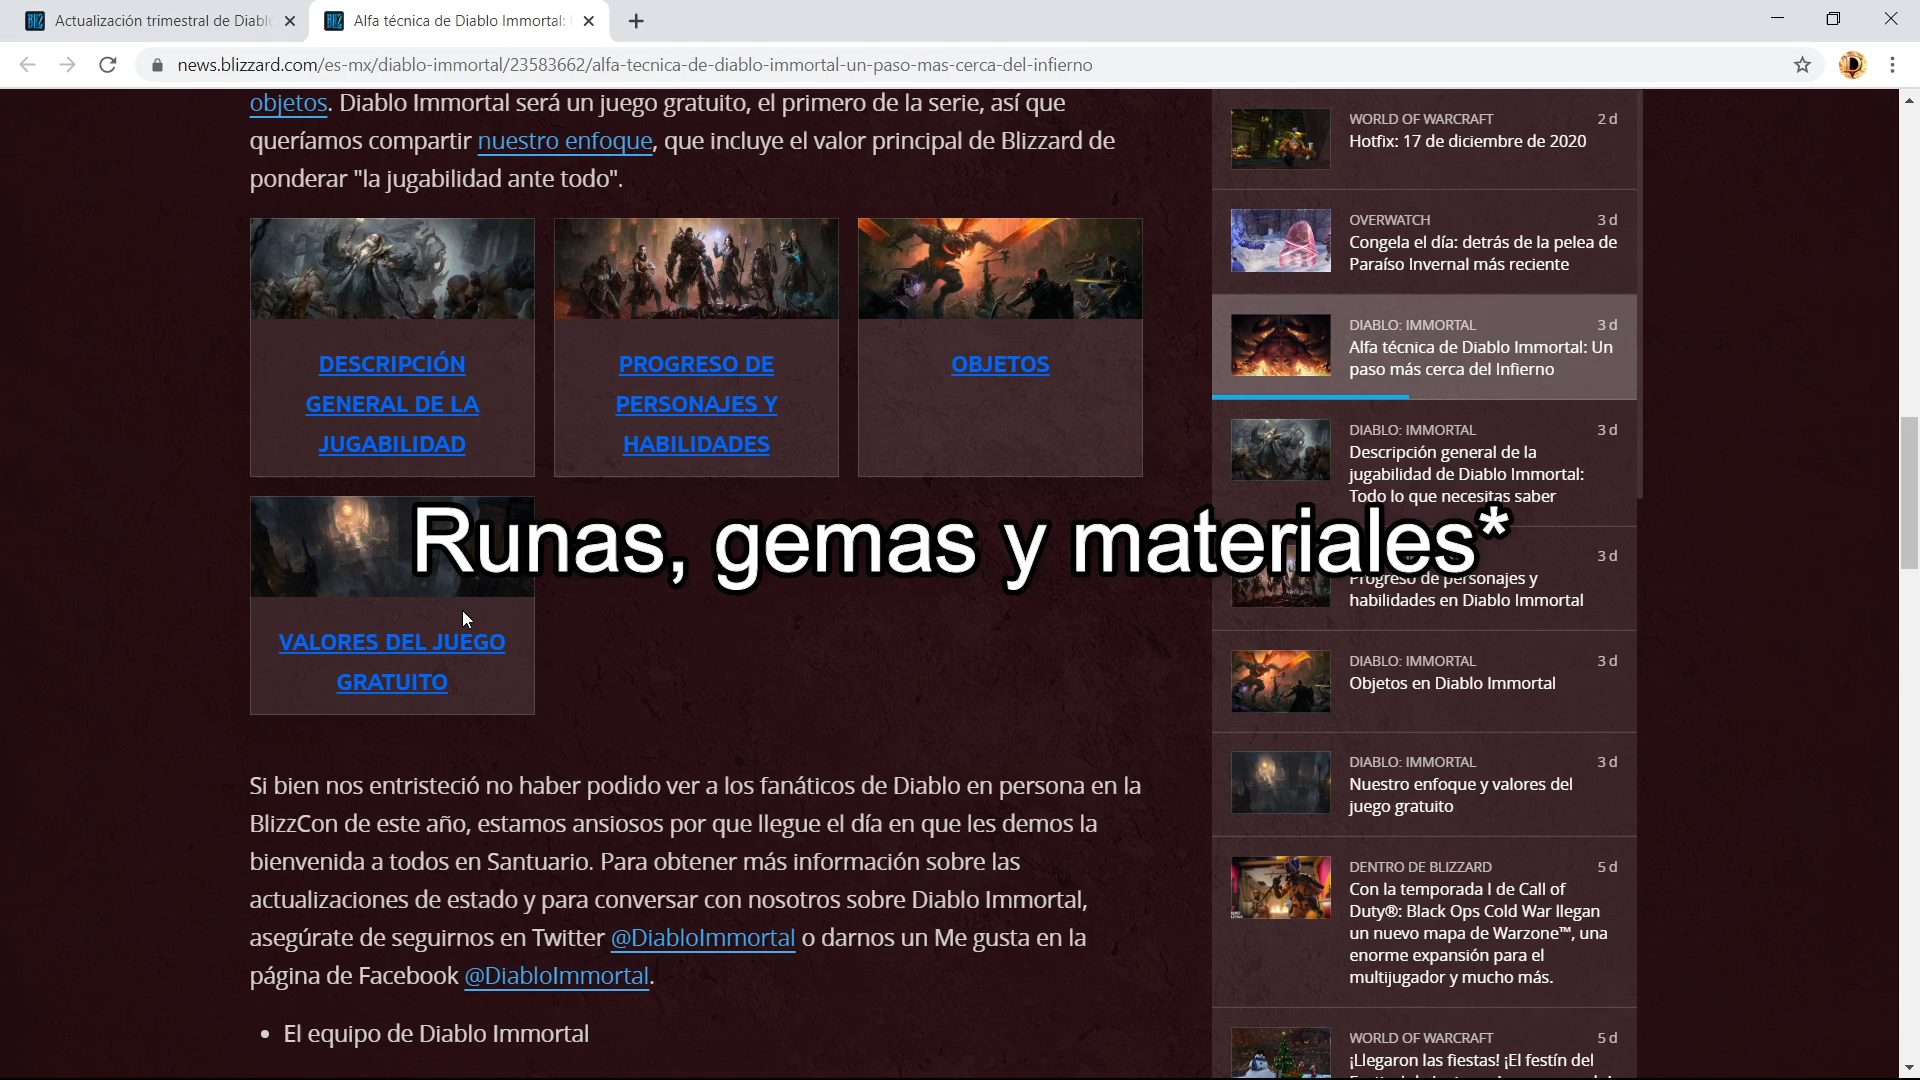 Actualización trimestral de Diabl
Alfa técnica de Diablo Immortal:
news.blizzard.com/es-mx/diablo-immortal/23583662/alfa-tecnica-de-diablo-immortal-un-paso-mas-cerca-del-infierno
objetos. Diablo Immortal será un juego gratuito, el primero de la serie, así que
queríamos compartir nuestro enfoque, que incluye el valor principal de Blizzard de
ponderar "la jugabilidad ante todo".
DESCRIPCIÓN
GENERAL DE LA
JUGABILIDAD
PROGRESO DE
PERSONAJES Y
HABILIDADES
OBJETOS
Runas, gemas y materiales*
VALORES DEL JUEGO
GRATUITO
Si bien nos entristeció no haber podido ver a los fanáticos de Diablo en persona en la
BlizzCon de este año, estamos ansiosos por que llegue el día en que les demos la
bienvenida a todos en Santuario. Para obtener más información sobre las
actualizaciones de estado y para conversar con nosotros sobre Diablo Immortal,
asegúrate de seguirnos en Twitter @DiabloImmortal o darnos un Me gusta en la
página de Facebook @DiabloImmortal.
• El equipo de Diablo Immortal
WORLD OF WARCRAFT 2 d
Hotfix: 17 de diciembre de 2020
OVERWATCH 3 d
Congela el día: detrás de la pelea de
Paraíso Invernal más reciente
DIABLO: IMMORTAL 3 d
Alfa técnica de Diablo Immortal: Un
paso más cerca del Infierno
DIABLO: IMMORTAL 3 d
Descripción general de la
jugabilidad de Diablo Immortal:
Todo lo que necesitas saber
3 d
Progreso de personajes y
habilidades en Diablo Immortal
DIABLO: IMMORTAL 3 d
Objetos en Diablo Immortal
DIABLO: IMMORTAL 3 d
Nuestro enfoque y valores del
juego gratuito
DENTRO DE BLIZZARD 5 d
Con la temporada I de Call of
Duty®: Black Ops Cold War llegan
un nuevo mapa de Warzone™, una
enorme expansión para el
multijugador y mucho más.
WORLD OF WARCRAFT 5 d
¡Llegaron las fiestas! ¡El festín del